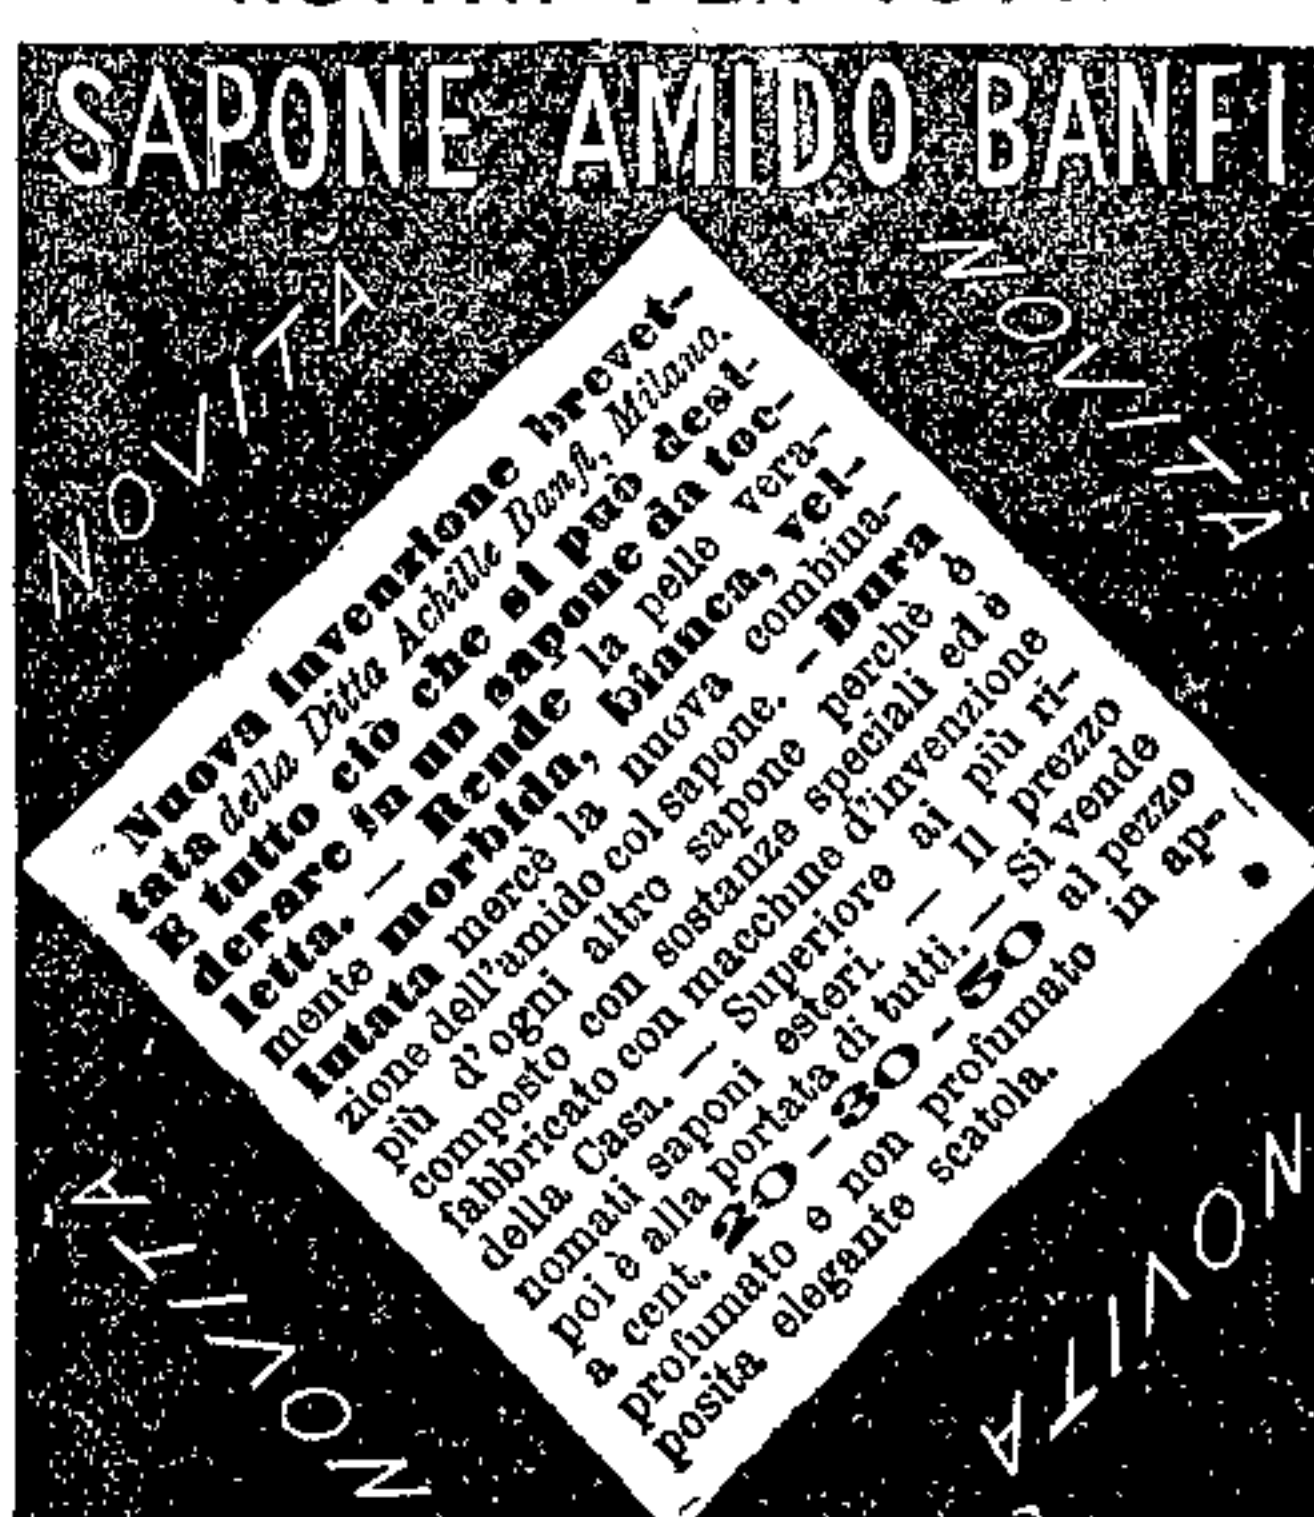 SAPONE AMIDO BANFI
NOVITÀ
NOVITA
Nuova invenzione brevet-
tata della Ditta Achille Banfi, Milano.
E tutto ciò che si può desi-
derare in un sapone da toc-
letta. — Rende la pelle vera-
mente morbida, bianca, vel-
lutata mercè la nuova combina-
zione dell'amido col sapone. — Dura
più d'ogni altro sapone perchè è
composto con sostanze speciali ed è
fabbricato con macchine d'invenzione
della Casa. — Superiore ai più ri-
nomati saponi esteri. — Il prezzo
poi è alla portata di tutti. — Si vende
a cent. 20-30-50 al pezzo
profumato e non profumato in ap-
posita elegante scatola.
NOVITA
NOVITA